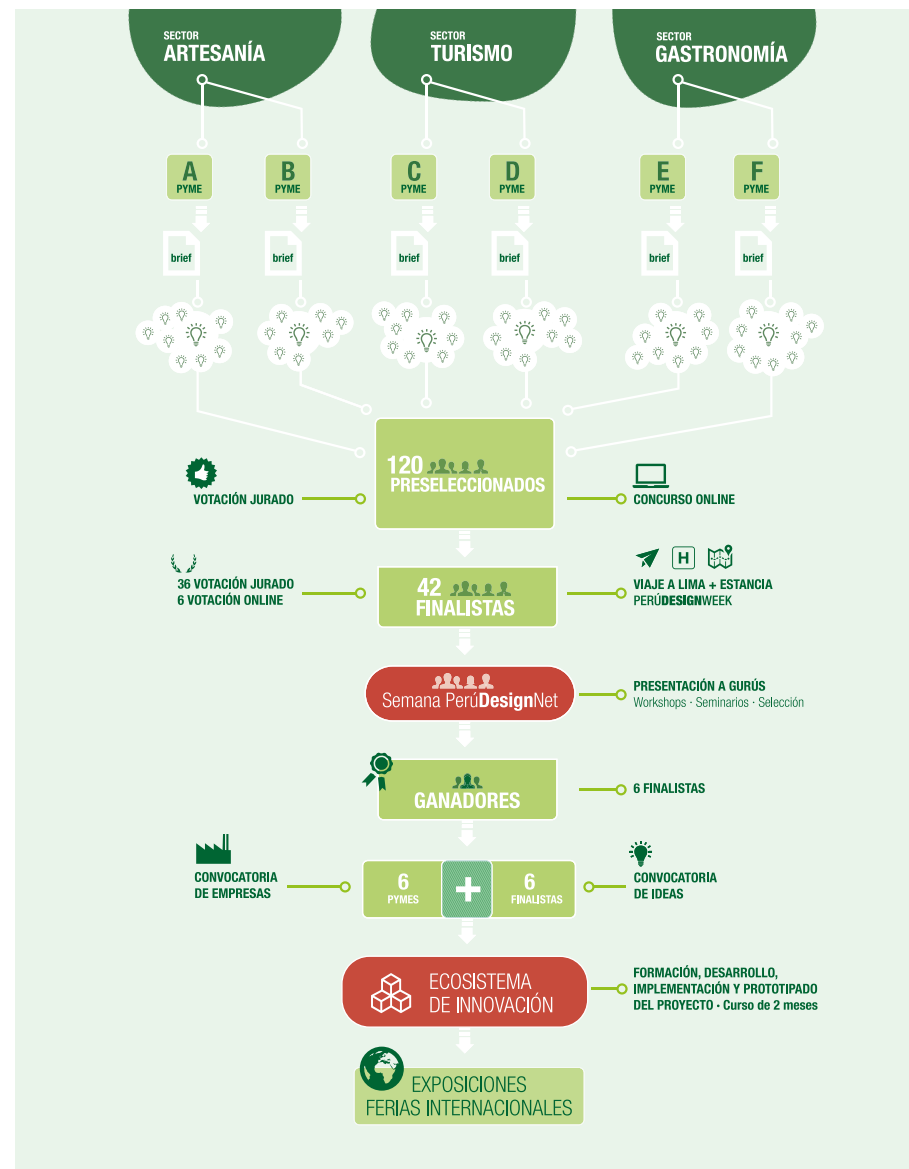 SECTOR
ARTESANÍA
SECTOR
TURISMO
SECTOR
GASTRONOMÍA
A
PYME
B
PYME
C
PYME
D
PYME
E
PYME
F
PYME
brief
brief
brief
brief
brief
brief
120
PRESELECCIONADOS
VOTACIÓN JURADO
CONCURSO ONLINE
36 VOTACIÓN JURADO
6 VOTACIÓN ONLINE
42
FINALISTAS
H
VIAJE A LIMA + ESTANCIA
PERÚDESIGNWEEK
Semana PerúDesignNet
PRESENTACIÓN A GURÚS
Workshops · Seminarios · Selección
GANADORES
6 FINALISTAS
CONVOCATORIA
DE EMPRESAS
6
PYMES
+
6
FINALISTAS
CONVOCATORIA
DE IDEAS
ECOSISTEMA
DE INNOVACIÓN
FORMACIÓN, DESARROLLO,
IMPLEMENTACIÓN Y PROTOTIPADO
DEL PROYECTO · Curso de 2 meses
EXPOSICIONES
FERIAS INTERNACIONALES